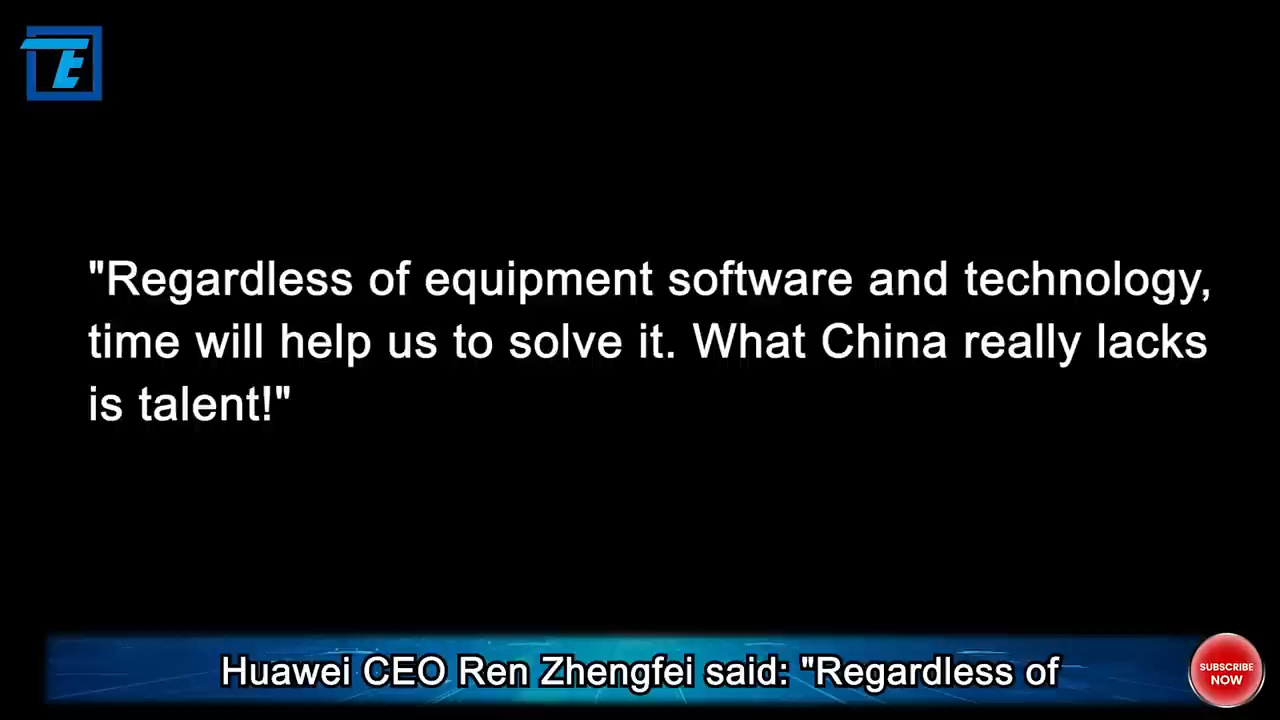 TE
"Regardless of equipment software and technology,
time will help us to solve it. What China really lacks
is talent!"
Huawei CEO Ren Zhengfei said: "Regardless of
SUBSCRIBE
NOW